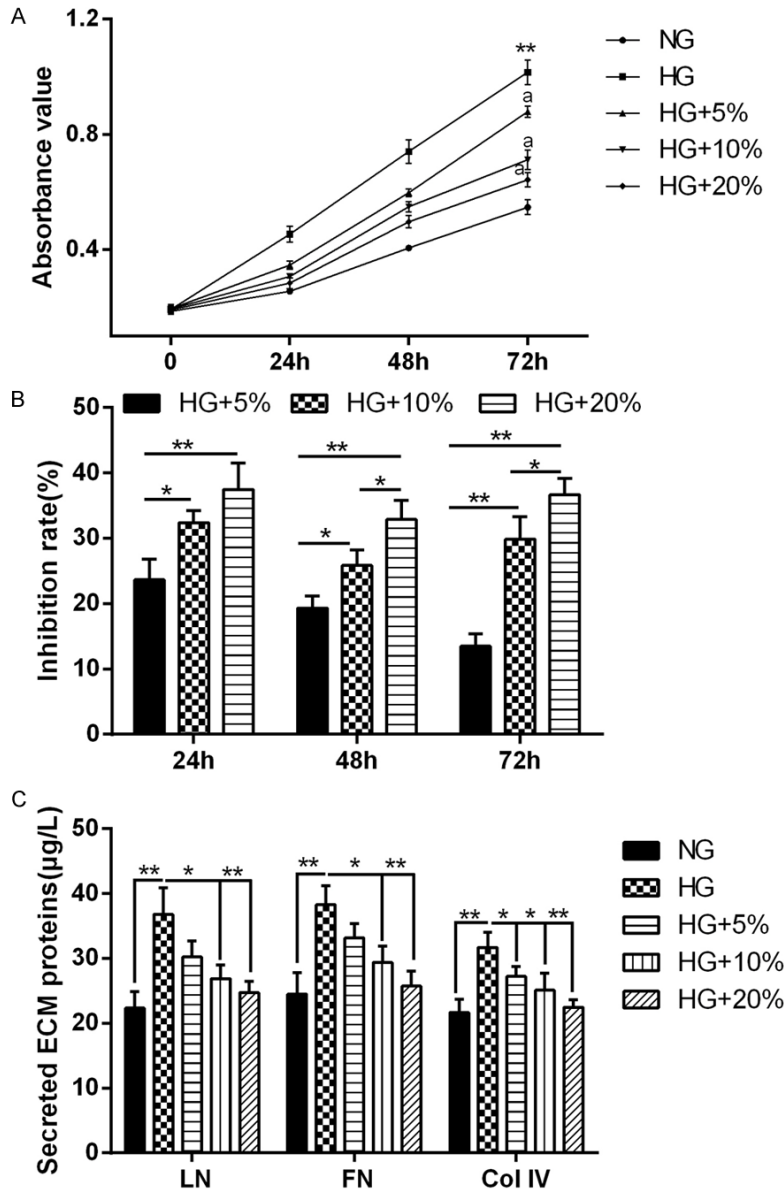 A
1.2
0.8
0.4
Absorbance value
**
a
a
a
0 24h 48h 72h
NG
HG
HG+5%
HG+10%
HG+20%
B
HG+5% HG+10% HG+20%
50
40
30
20
10
0
Inhibition rate(%)
** * ** * * ** ** *
24h 48h 72h
C
50
40
30
20
10
0
Secreted ECM proteins(μg/L)
** * ** ** * ** ** * * **
LN FN Col IV
NG
HG
HG+5%
HG+10%
HG+20%